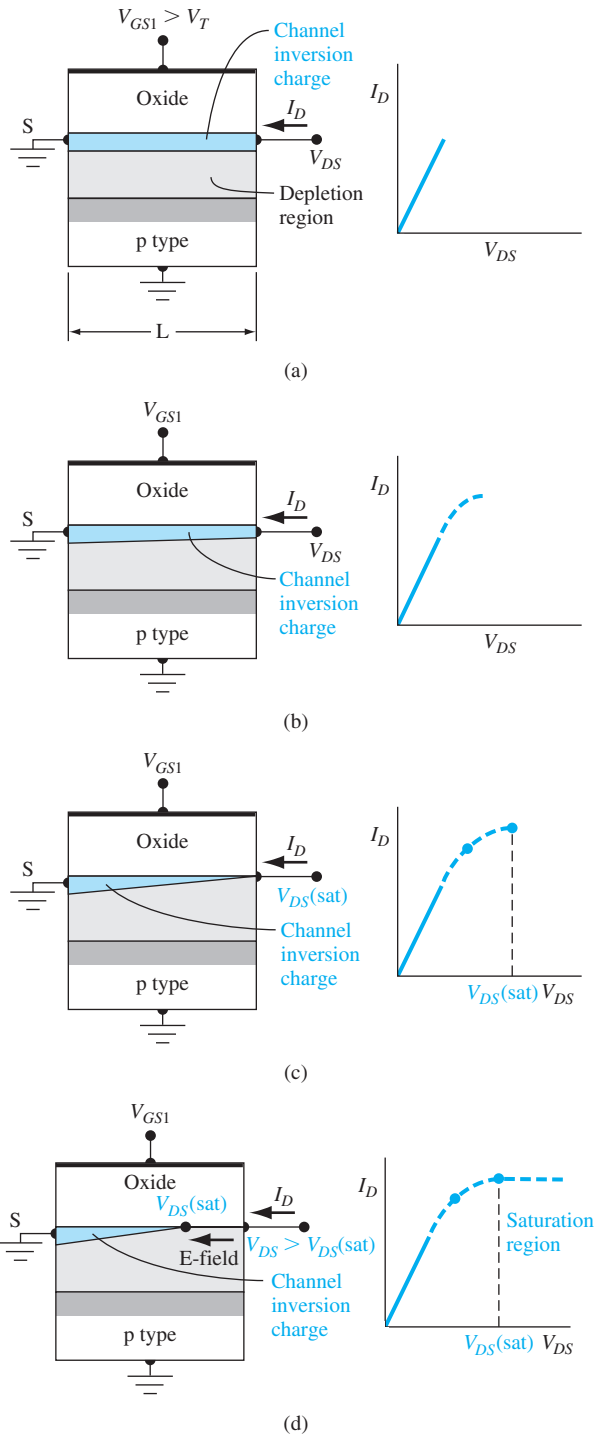 V_GS1 > V_T
Channel
inversion
charge
Oxide
I_D
S
V_DS
Depletion
region
p type
L
I_D
V_DS
(a)
V_GS1
Oxide
I_D
S
V_DS
Channel
inversion
charge
p type
I_D
V_DS
(b)
V_GS1
Oxide
I_D
S
V_DS(sat)
Channel
inversion
charge
p type
I_D
V_DS(sat) V_DS
(c)
V_GS1
Oxide
V_DS(sat)
I_D
S
V_DS > V_DS(sat)
E-field
Channel
inversion
charge
p type
I_D
Saturation
region
V_DS(sat) V_DS
(d)